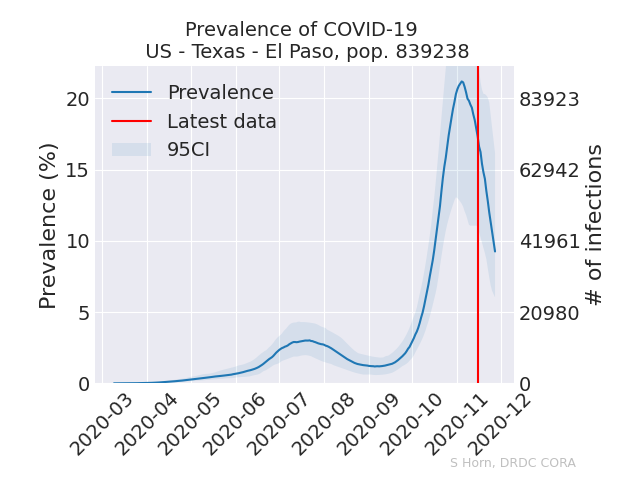 Prevalence of COVID-19
US - Texas - El Paso, pop. 839238
Prevalence
Latest data
95CI
Prevalence (%)
20
15
10
5
0
83923
62942
41961
20980
0
# of infections
2020-03
2020-04
2020-05
2020-06
2020-07
2020-08
2020-09
2020-10
2020-11
2020-12
S Horn, DRDC CORA